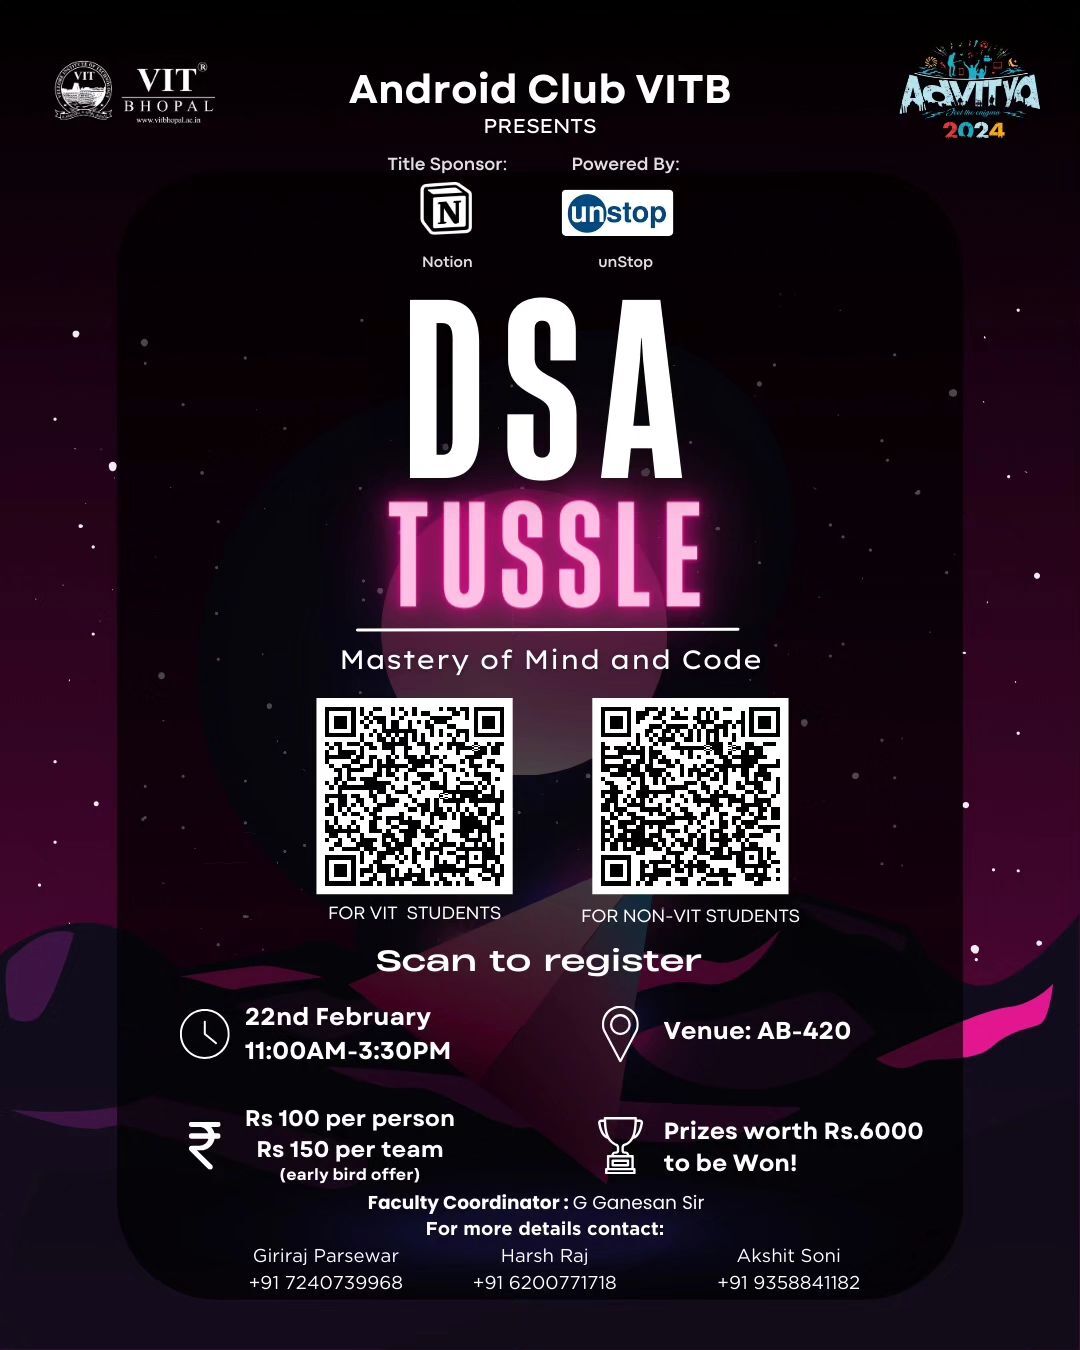 VIT
VIT®
BHOPAL
www.vitbhopal.ac.in
Android Club VITB
PRESENTS
AdVITya
Feel the enigma
2024
Title Sponsor: Powered By:
N
unstop
Notion unStop
DSA
TUSSLE
Mastery of Mind and Code
FOR VIT STUDENTS FOR NON-VIT STUDENTS
Scan to register
22nd February
11:00AM-3:30PM
Venue: AB-420
Rs 100 per person
Rs 150 per team
(early bird offer)
Prizes worth Rs.6000
to be Won!
Faculty Coordinator : G Ganesan Sir
For more details contact:
Giriraj Parsewar Harsh Raj Akshit Soni
+91 7240739968 +91 6200771718 +91 9358841182